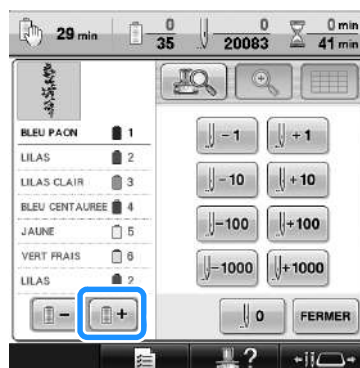 29 min 0 35 0 20083 0 min 41 min
BLEU PAON 1
LILAS 2
LILAS CLAIR 3
BLEU CENTAUREE 4
JAUNE 5
VERT FRAIS 6
LILAS 2
-1 +1
-10 +10
-100 +100
-1000 +1000
- + 0 FERMER
?